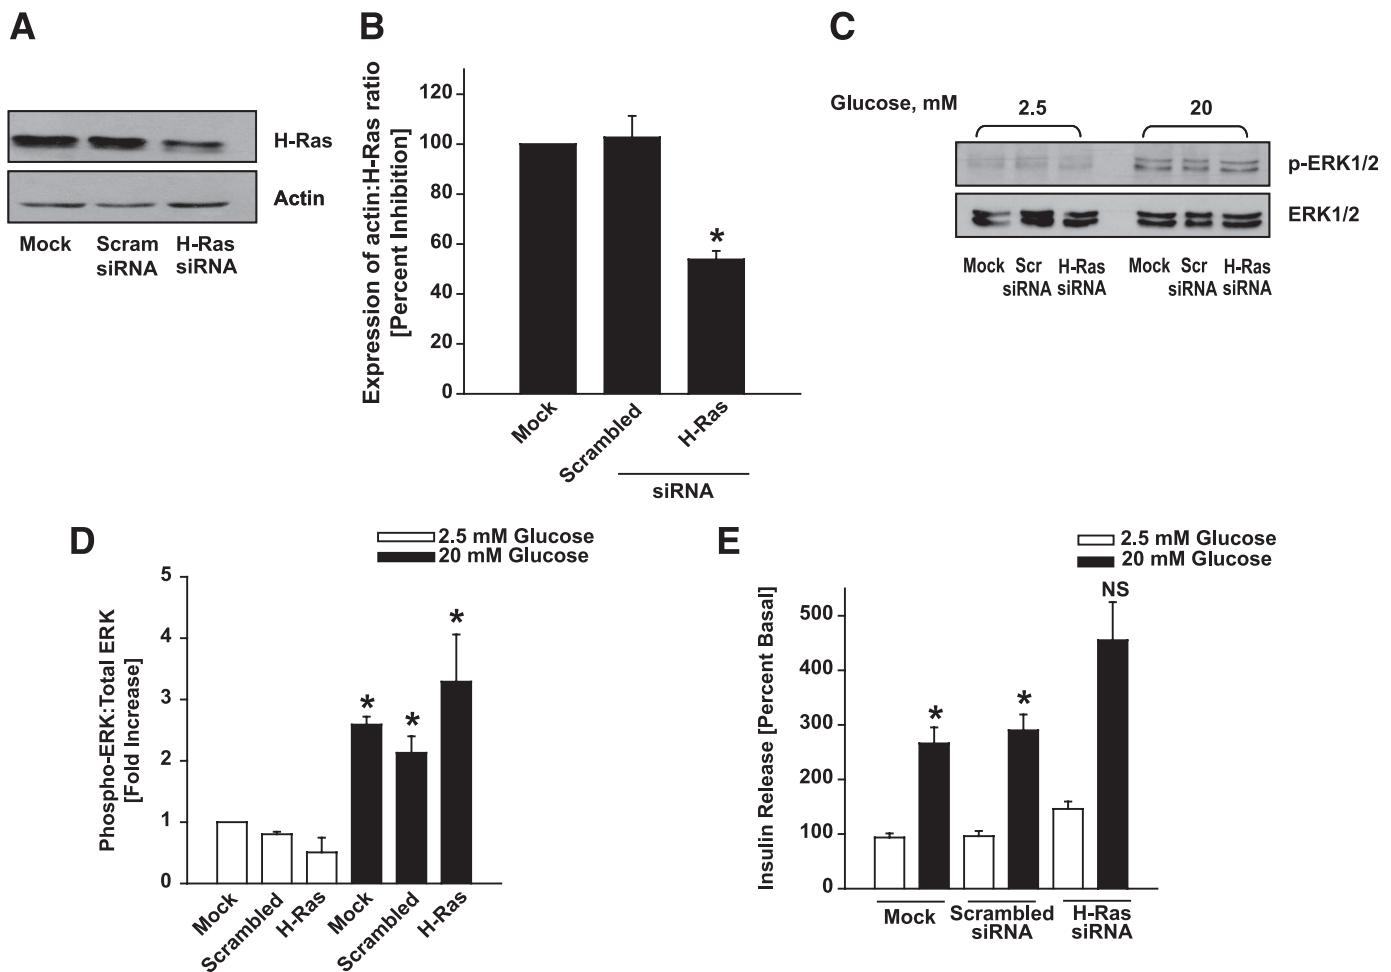 A
H-Ras
Actin
Mock
Scram siRNA
H-Ras siRNA
B
Expression of actin:H-Ras ratio
[Percent Inhibition]
120
100
80
60
40
20
0
*
Mock
Scrambled
H-Ras
siRNA
C
Glucose, mM
2.5
20
p-ERK1/2
ERK1/2
Mock
Scr siRNA
H-Ras siRNA
Mock
Scr siRNA
H-Ras siRNA
D
2.5 mM Glucose
20 mM Glucose
Phospho-ERK:Total ERK
[Fold Increase]
5
4
3
2
1
0
*
*
*
Mock
Scrambled
H-Ras
Mock
Scrambled
H-Ras
E
2.5 mM Glucose
20 mM Glucose
Insulin Release [Percent Basal]
500
400
300
200
100
0
*
*
NS
Mock
Scrambled siRNA
H-Ras siRNA